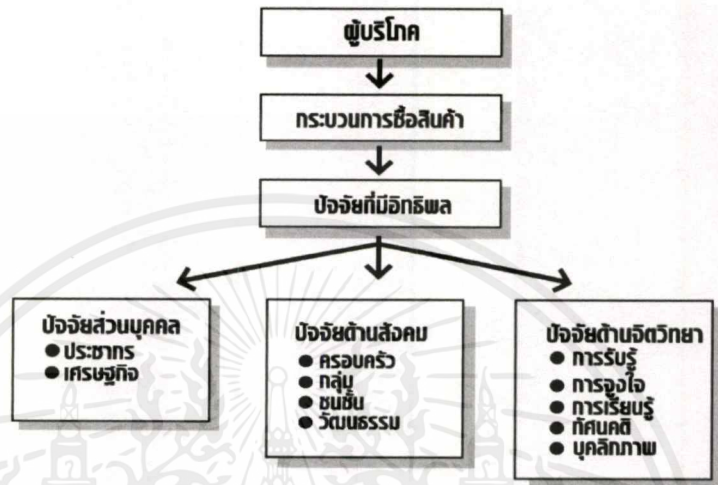 ผู้บริโภค
กระบวนการซื้อสินค้า
ปัจจัยที่มีอิทธิพล
ปัจจัยส่วนบุคคล
● ประชากร
● เศรษฐกิจ
ปัจจัยด้านสังคม
● ครอบครัว
● กลุ่ม
● ชนชั้น
● วัฒนธรรม
ปัจจัยด้านจิตวิทยา
● การรับรู้
● การจูงใจ
● การเรียนรู้
● ทัศนคติ
● บุคลิกภาพ